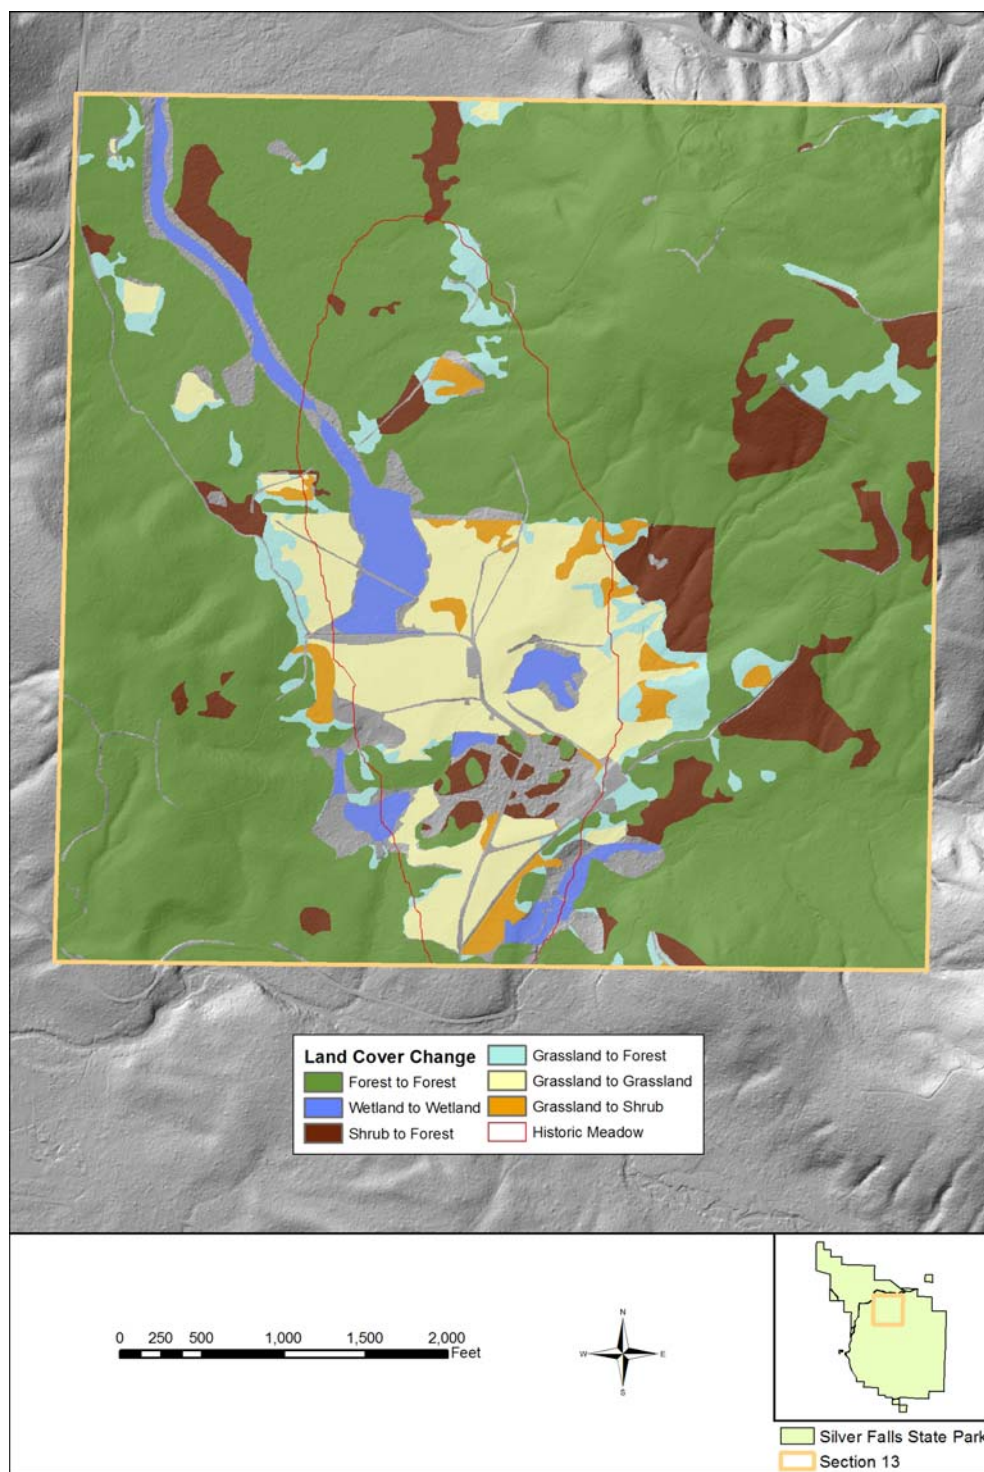 Land Cover Change
Forest to Forest
Wetland to Wetland
Shrub to Forest
Grassland to Forest
Grassland to Grassland
Grassland to Shrub
Historic Meadow
0 250 500 1,000 1,500 2,000
Feet
N
W E
S
Silver Falls State Park
Section 13